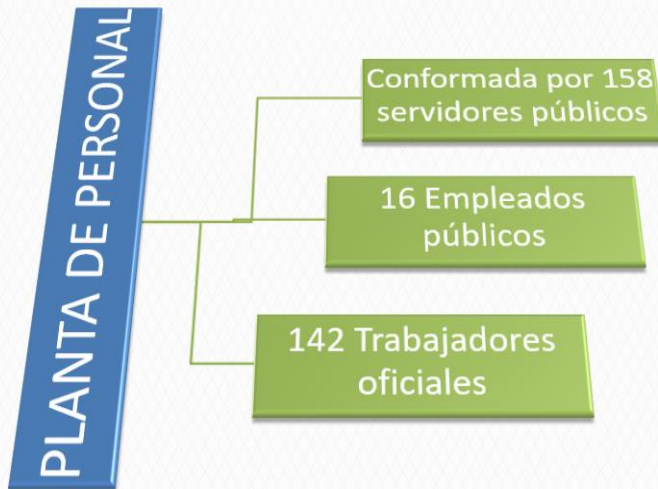 PLANTA DE PERSONAL
Conformada por 158
servidores públicos
16 Empleados
públicos
142 Trabajadores
oficiales